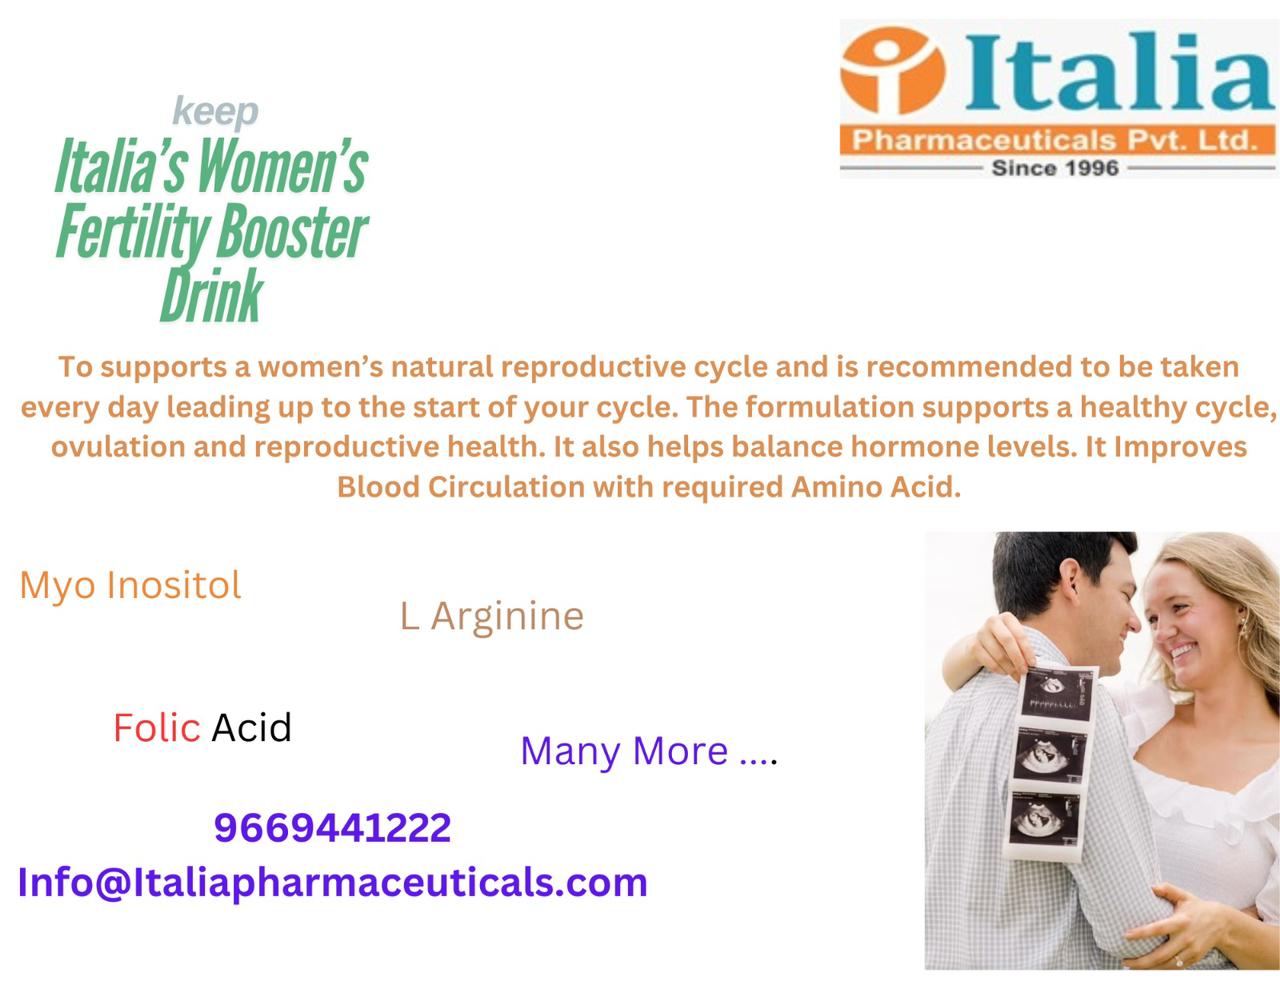 Italia
Pharmaceuticals Pvt. Ltd.
Since 1996
keep
Italia’s Women’s
Fertility Booster
Drink
To supports a women’s natural reproductive cycle and is recommended to be taken
every day leading up to the start of your cycle. The formulation supports a healthy cycle,
ovulation and reproductive health. It also helps balance hormone levels. It Improves
Blood Circulation with required Amino Acid.
Myo Inositol
L Arginine
Folic Acid
Many More ....
9669441222
Info@Italiapharmaceuticals.com